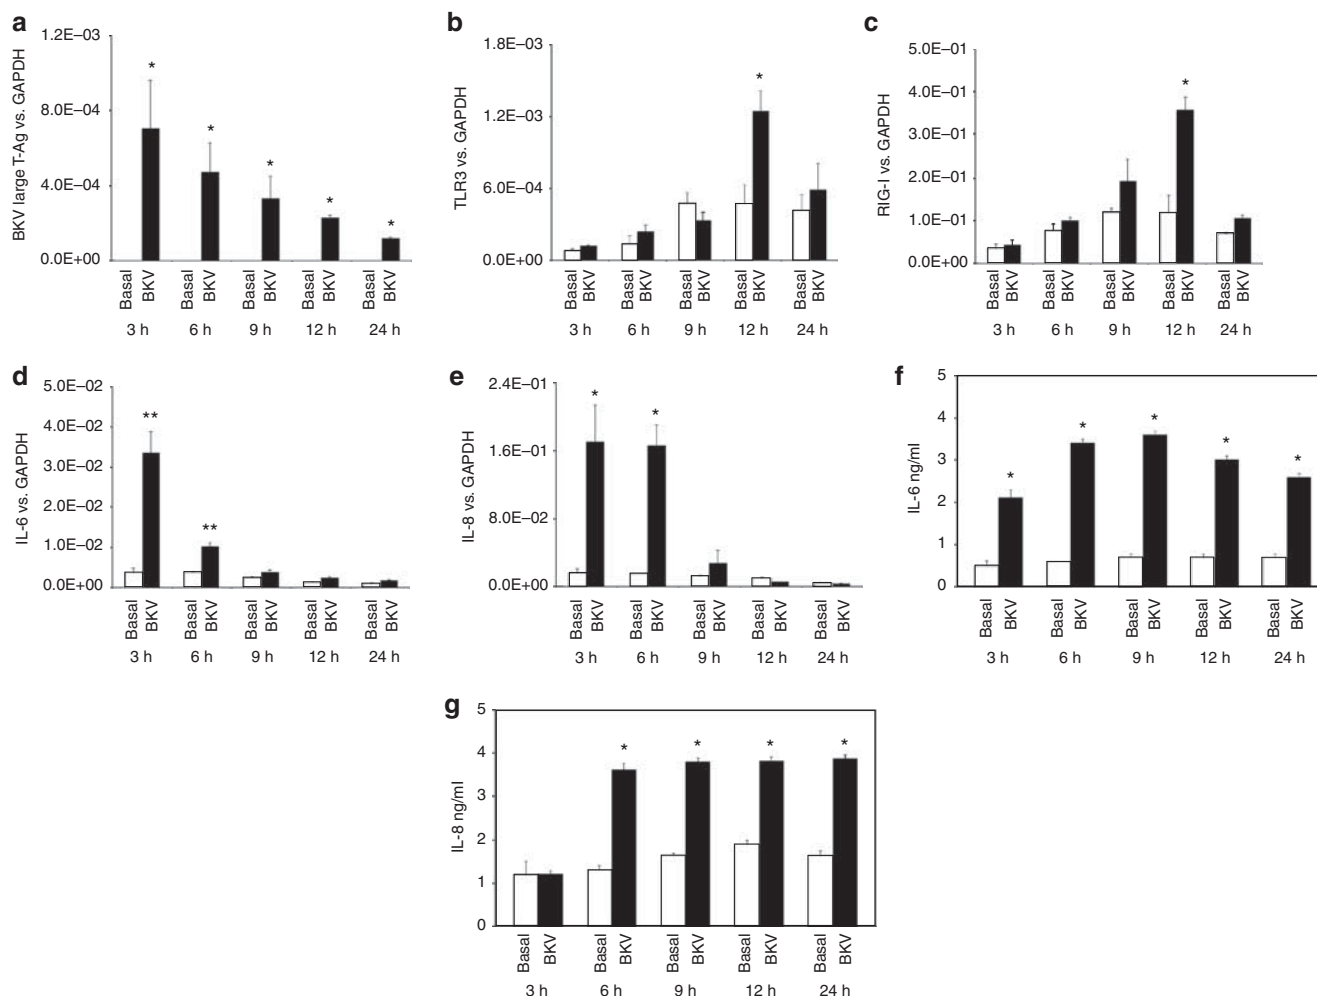 a
BKV large T-Ag vs. GAPDH
1.2E−03
8.0E−04
4.0E−04
0.0E+00
* * * * *
Basal BKV Basal BKV Basal BKV Basal BKV Basal BKV
3 h 6 h 9 h 12 h 24 h
b
TLR3 vs. GAPDH
1.8E−03
1.2E−03
6.0E−04
0.0E+00
*
Basal BKV Basal BKV Basal BKV Basal BKV Basal BKV
3 h 6 h 9 h 12 h 24 h
c
RIG-I vs. GAPDH
5.0E−01
4.0E−01
3.0E−01
2.0E−01
1.0E−01
0.0E+00
*
Basal BKV Basal BKV Basal BKV Basal BKV Basal BKV
3 h 6 h 9 h 12 h 24 h
d
IL-6 vs. GAPDH
5.0E−02
4.0E−02
3.0E−02
2.0E−02
1.0E−02
0.0E+00
** **
Basal BKV Basal BKV Basal BKV Basal BKV Basal BKV
3 h 6 h 9 h 12 h 24 h
e
IL-8 vs. GAPDH
2.4E−01
1.6E−01
8.0E−02
0.0E+00
* *
Basal BKV Basal BKV Basal BKV Basal BKV Basal BKV
3 h 6 h 9 h 12 h 24 h
f
IL-6 ng/ml
5
4
3
2
1
0
* * * * *
Basal BKV Basal BKV Basal BKV Basal BKV Basal BKV
3 h 6 h 9 h 12 h 24 h
g
IL-8 ng/ml
5
4
3
2
1
0
* * * *
Basal BKV Basal BKV Basal BKV Basal BKV Basal BKV
3 h 6 h 9 h 12 h 24 h